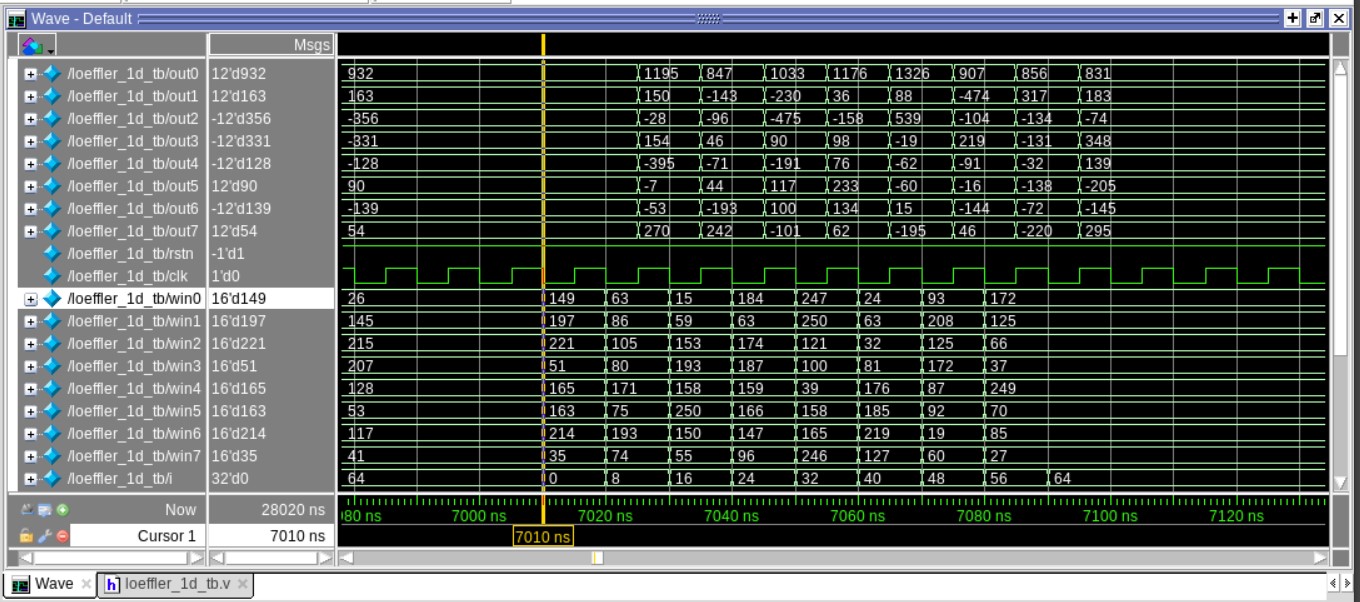 Wave - Default
Msgs
/loeffler_1d_tb/out0 12'd932 932 1195 847 1033 1176 1326 907 856 831
/loeffler_1d_tb/out1 12'd163 163 150 -143 -230 36 88 -474 317 183
/loeffler_1d_tb/out2 -12'd356 -356 -28 -96 -475 -158 539 -104 -134 -74
/loeffler_1d_tb/out3 -12'd331 -331 154 46 90 98 -19 219 -131 348
/loeffler_1d_tb/out4 -12'd128 -128 -395 -71 -191 76 -62 -91 -32 139
/loeffler_1d_tb/out5 12'd90 90 -7 44 117 233 -60 -16 -138 -205
/loeffler_1d_tb/out6 -12'd139 -139 -53 -193 100 134 15 -144 -72 -145
/loeffler_1d_tb/out7 12'd54 54 270 242 -101 62 -195 46 -220 295
/loeffler_1d_tb/rstn -1'd1
/loeffler_1d_tb/clk 1'd0
/loeffler_1d_tb/win0 16'd149 26 149 63 15 184 247 24 93 172
/loeffler_1d_tb/win1 16'd197 145 197 86 59 63 250 63 208 125
/loeffler_1d_tb/win2 16'd221 215 221 105 153 174 121 32 125 66
/loeffler_1d_tb/win3 16'd51 207 51 80 193 187 100 81 172 37
/loeffler_1d_tb/win4 16'd165 128 165 171 158 159 39 176 87 249
/loeffler_1d_tb/win5 16'd163 53 163 75 250 166 158 185 92 70
/loeffler_1d_tb/win6 16'd214 117 214 193 150 147 165 219 19 85
/loeffler_1d_tb/win7 16'd35 41 35 74 55 96 246 127 60 27
/loeffler_1d_tb/i 32'd0 64 0 8 16 24 32 40 48 56 64
Now 28020 ns 80 ns 7000 ns 7020 ns 7040 ns 7060 ns 7080 ns 7100 ns 7120 ns
Cursor 1 7010 ns 7010 ns
Wave loeffler_1d_tb.v